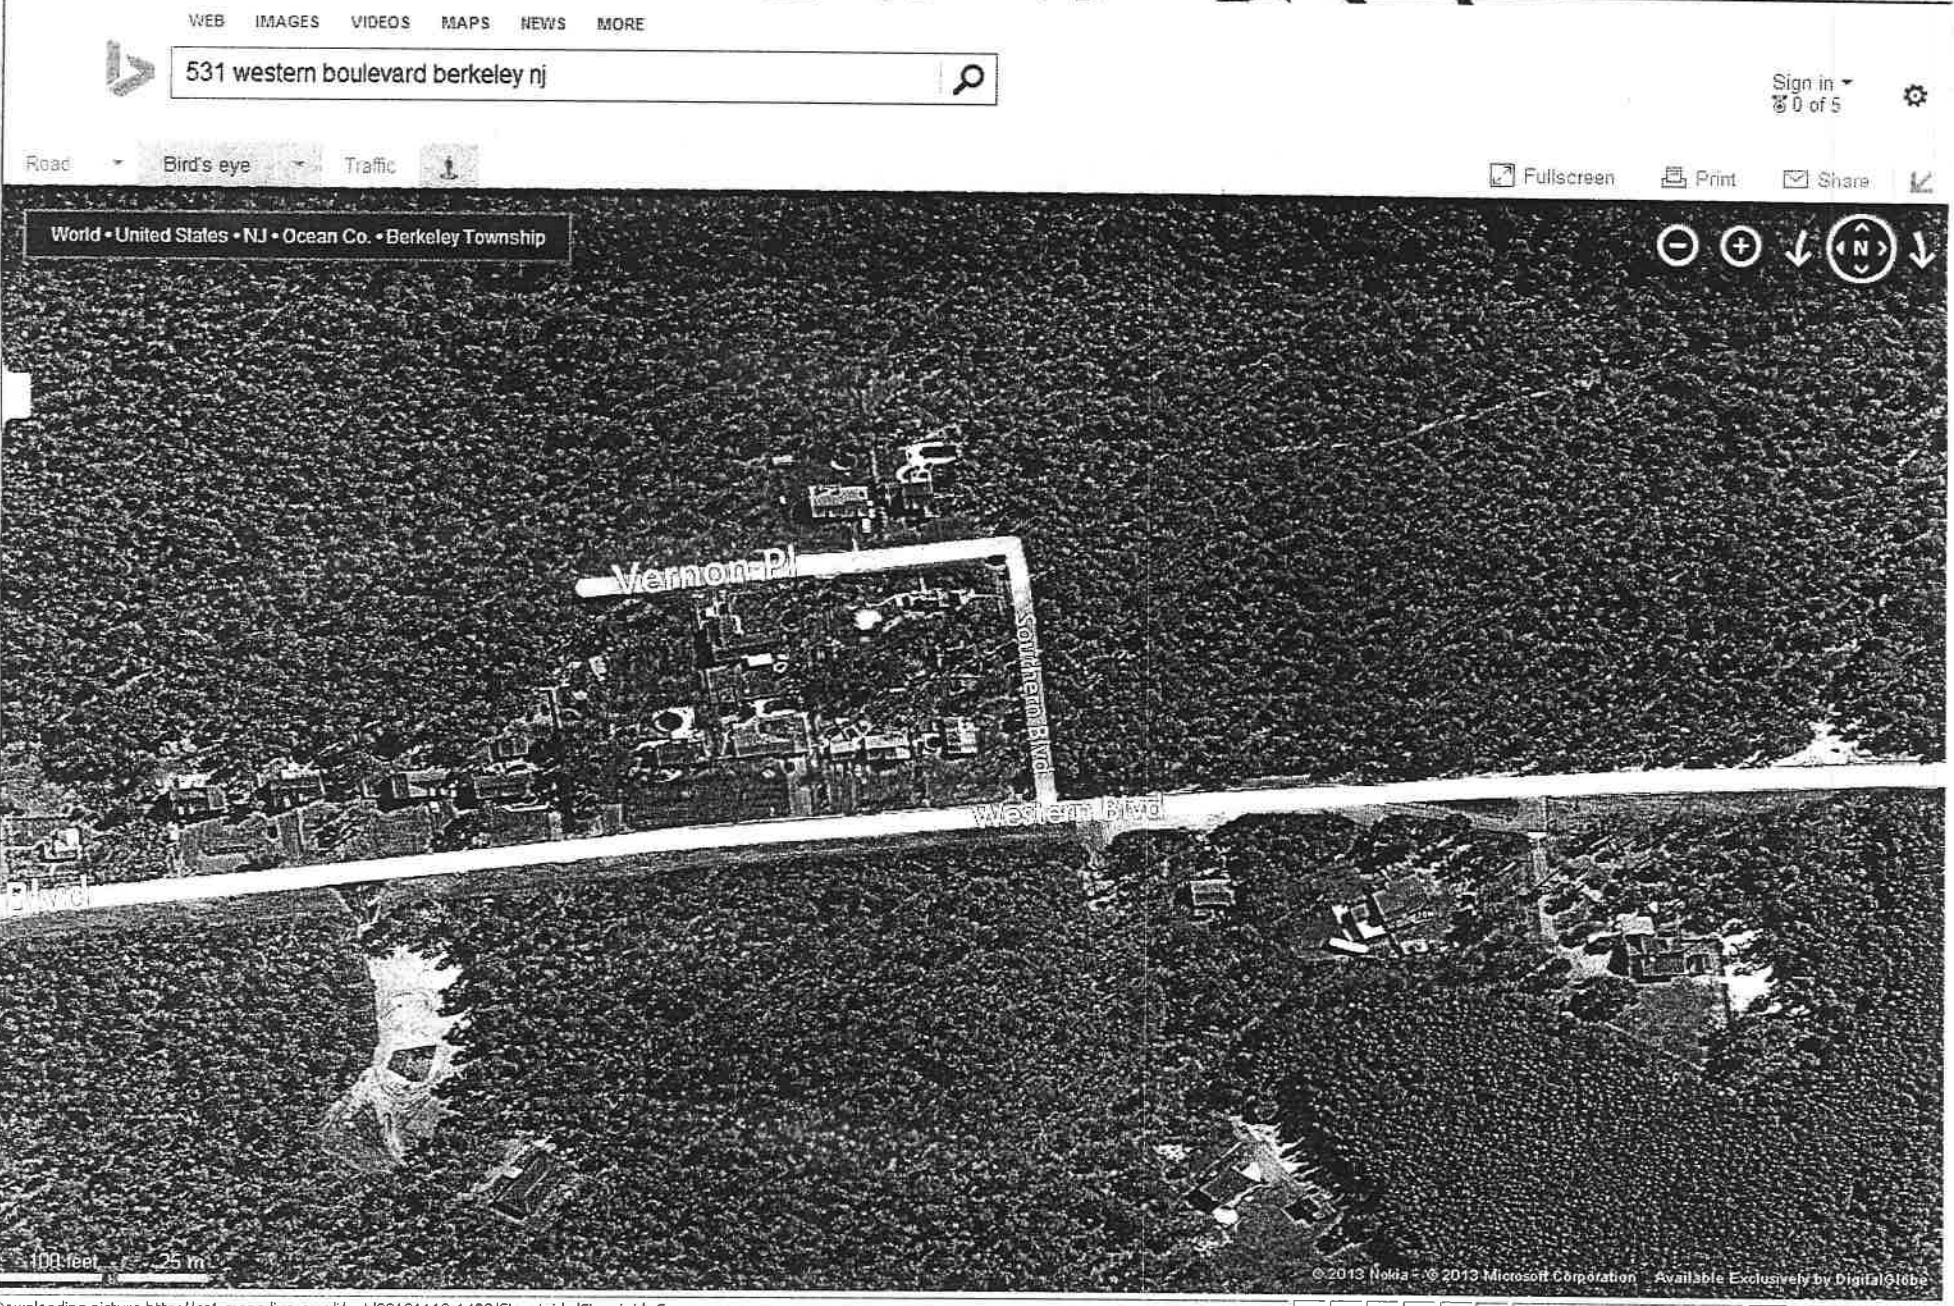 WEB IMAGES VIDEOS MAPS NEWS MORE
531 western boulevard berkeley nj
Sign in
0 of 5
Road Bird's eye Traffic
Fullscreen Print Share
World • United States • NJ • Ocean Co. • Berkeley Township
N
Vernon Pl
Southern Blvd
Western Blvd
Blvd
100 feet 25 m
© 2013 Nokia - © 2013 Microsoft Corporation Available Exclusively by DigitalGlobe